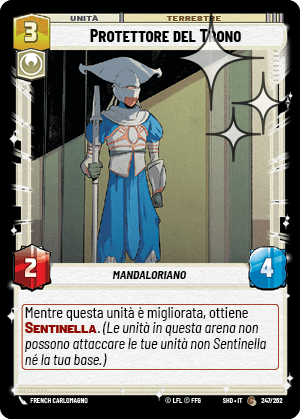 UNITÀ
TERRESTRE
3
Protettore del Trono
2
4
MANDALORIANO
Mentre questa unità è migliorata, ottiene
Sentinella. (Le unità in questa arena non
possono attaccare le tue unità non Sentinella
né la tua base.)
FRENCH CARLOMAGNO
© LFL © FFG
SHD • IT
247/262